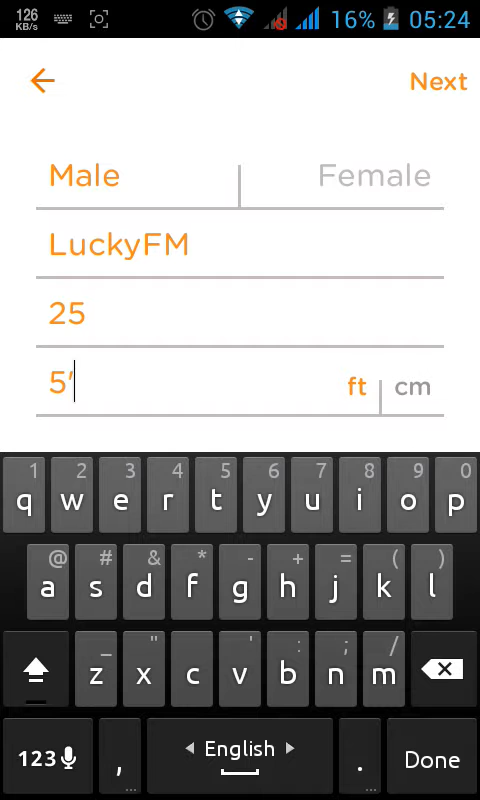 126 KB/s 16% 05:24
Next
Male Female
LuckyFM
25
5' ft cm
1 2 3 4 5 6 7 8 9 0
q w e r t y u i o p
@ # & * - + = ( )
a s d f g h j k l
_ " ' : ; /
z x c v b n m
123 , English . Done